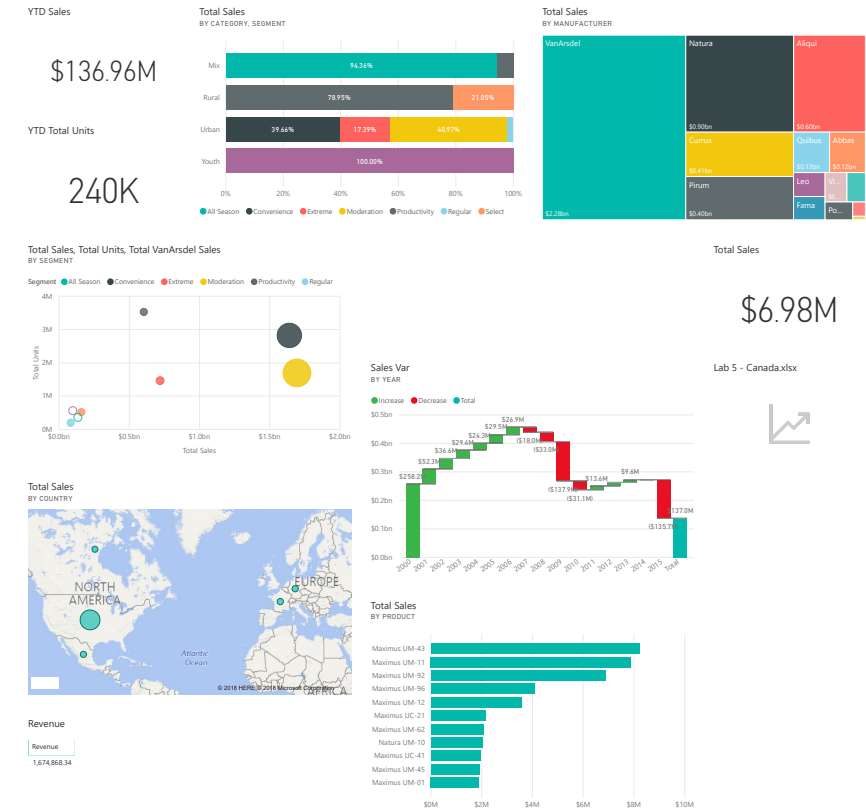 YTD Sales
$136.96M
YTD Total Units
240K
Total Sales
BY CATEGORY, SEGMENT
Mix
94.36%
Rural
78.95%
21.05%
Urban
39.66%
17.39%
40.97%
Youth
100.00%
0%
20%
40%
60%
80%
100%
All Season
Convenience
Extreme
Moderation
Productivity
Regular
Select
Total Sales
BY MANUFACTURER
VanArsdel
$2.28bn
Natura
$0.90bn
Aliqui
$0.60bn
Currus
$0.41bn
Quibus
$0.13bn
Abbas
$0.12bn
Pirum
$0.40bn
Leo
Vi...
$0...
Fama
Po...
Total Sales, Total Units, Total VanArsdel Sales
BY SEGMENT
Segment
All Season
Convenience
Extreme
Moderation
Productivity
Regular
4M
3M
2M
1M
0M
Total Units
$0.0bn
$0.5bn
$1.0bn
$1.5bn
$2.0bn
Total Sales
Total Sales
$6.98M
Lab 5 - Canada.xlsx
Sales Var
BY YEAR
Increase
Decrease
Total
$0.5bn
$0.4bn
$0.3bn
$0.2bn
$0.1bn
$0.0bn
$52.3M
$36.6M
$29.6M
$24.3M
$29.5M
$26.9M
($18.0M)
($33.0M)
($31.1M)
$13.6M
$9.6M
$137.0M
2000
2001
2002
2003
2004
2005
2006
2007
2008
2009
2010
2011
2012
2013
2014
2015
Total
Total Sales
BY COUNTRY
NORTH
AMERICA
EUROPE
Atlantic
Ocean
AFRICA
© 2018 HERE, © 2018 Microsoft Corporation
Total Sales
BY PRODUCT
Maximus UM-43
Maximus UM-11
Maximus UM-92
Maximus UM-96
Maximus UM-12
Maximus UC-21
Maximus UM-62
Natura UM-10
Maximus UC-41
Maximus UM-45
Maximus UM-01
$0M
$2M
$4M
$6M
$8M
$10M
Revenue
Revenue
1,674,868.34